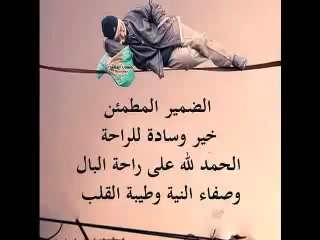 الضمير المطمئن
خير وسادة للراحة
الحمد لله على راحة البال
وصفاء النية وطيبة القلب